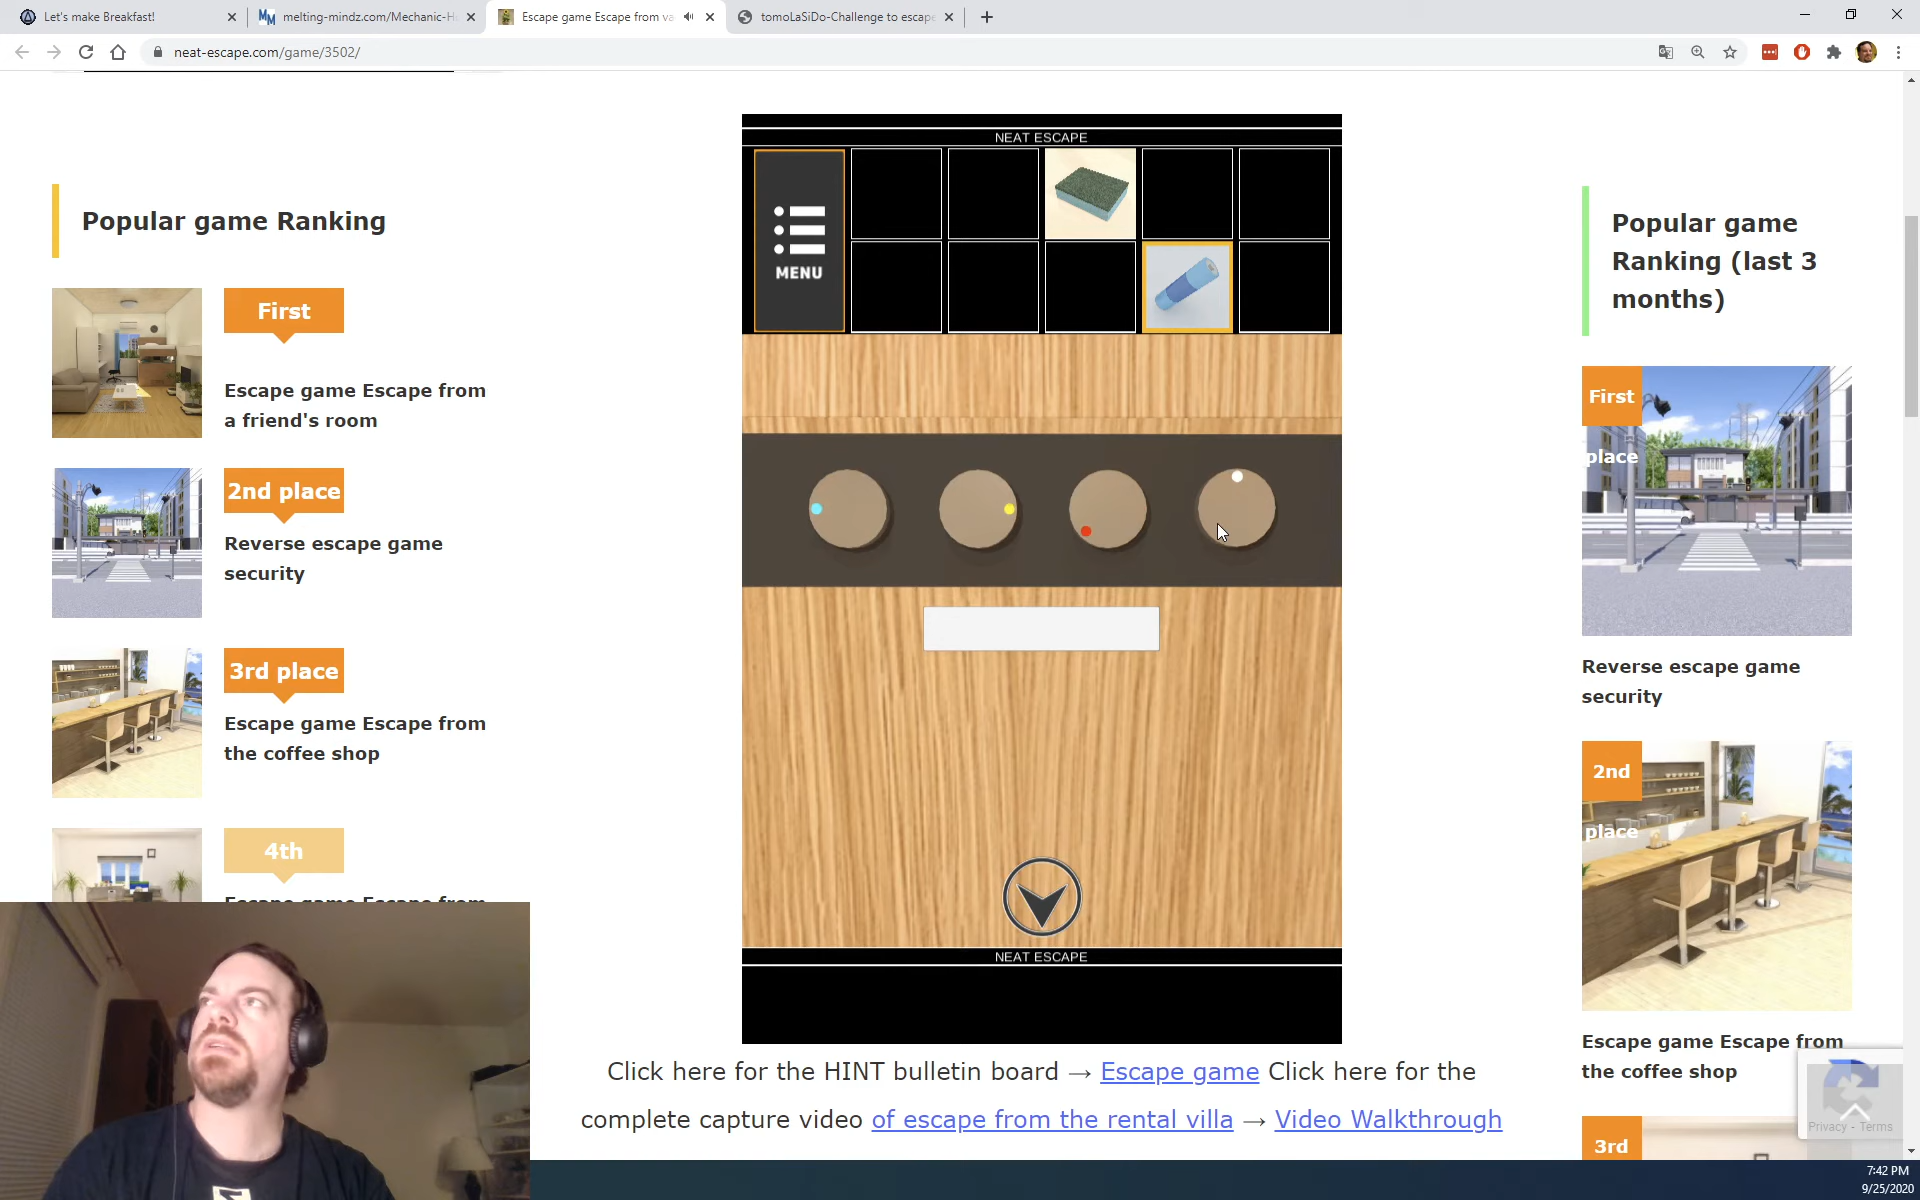 Let's make Breakfast!
melting-mindz.com/Mechanic-H
Escape game Escape from va
tomoLaSiDo-Challenge to escape
neat-escape.com/game/3502/
NEAT ESCAPE
MENU
Popular game Ranking
First
Escape game Escape from
a friend's room
2nd place
Reverse escape game
security
3rd place
Escape game Escape from
the coffee shop
4th
Escape game Escape from
Popular game
Ranking (last 3
months)
First
place
Reverse escape game
security
2nd
place
Escape game Escape from
the coffee shop
3rd
NEAT ESCAPE
Click here for the HINT bulletin board → Escape game Click here for the
complete capture video of escape from the rental villa → Video Walkthrough
Privacy - Terms
7:42 PM
9/25/2020